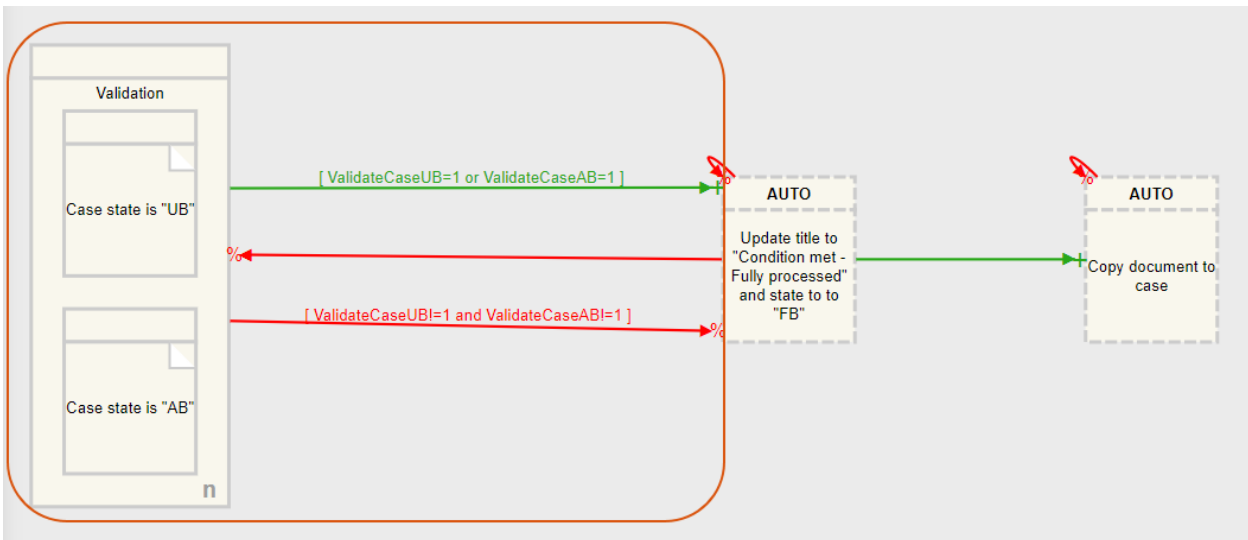 Validation
Case state is "UB"
Case state is "AB"
n
[ ValidateCaseUB=1 or ValidateCaseAB=1 ]
+
%
[ ValidateCaseUB!=1 and ValidateCaseAB!=1 ]
%
%
AUTO
Update title to
"Condition met -
Fully processed"
and state to to
"FB"
+
%
AUTO
Copy document to
case